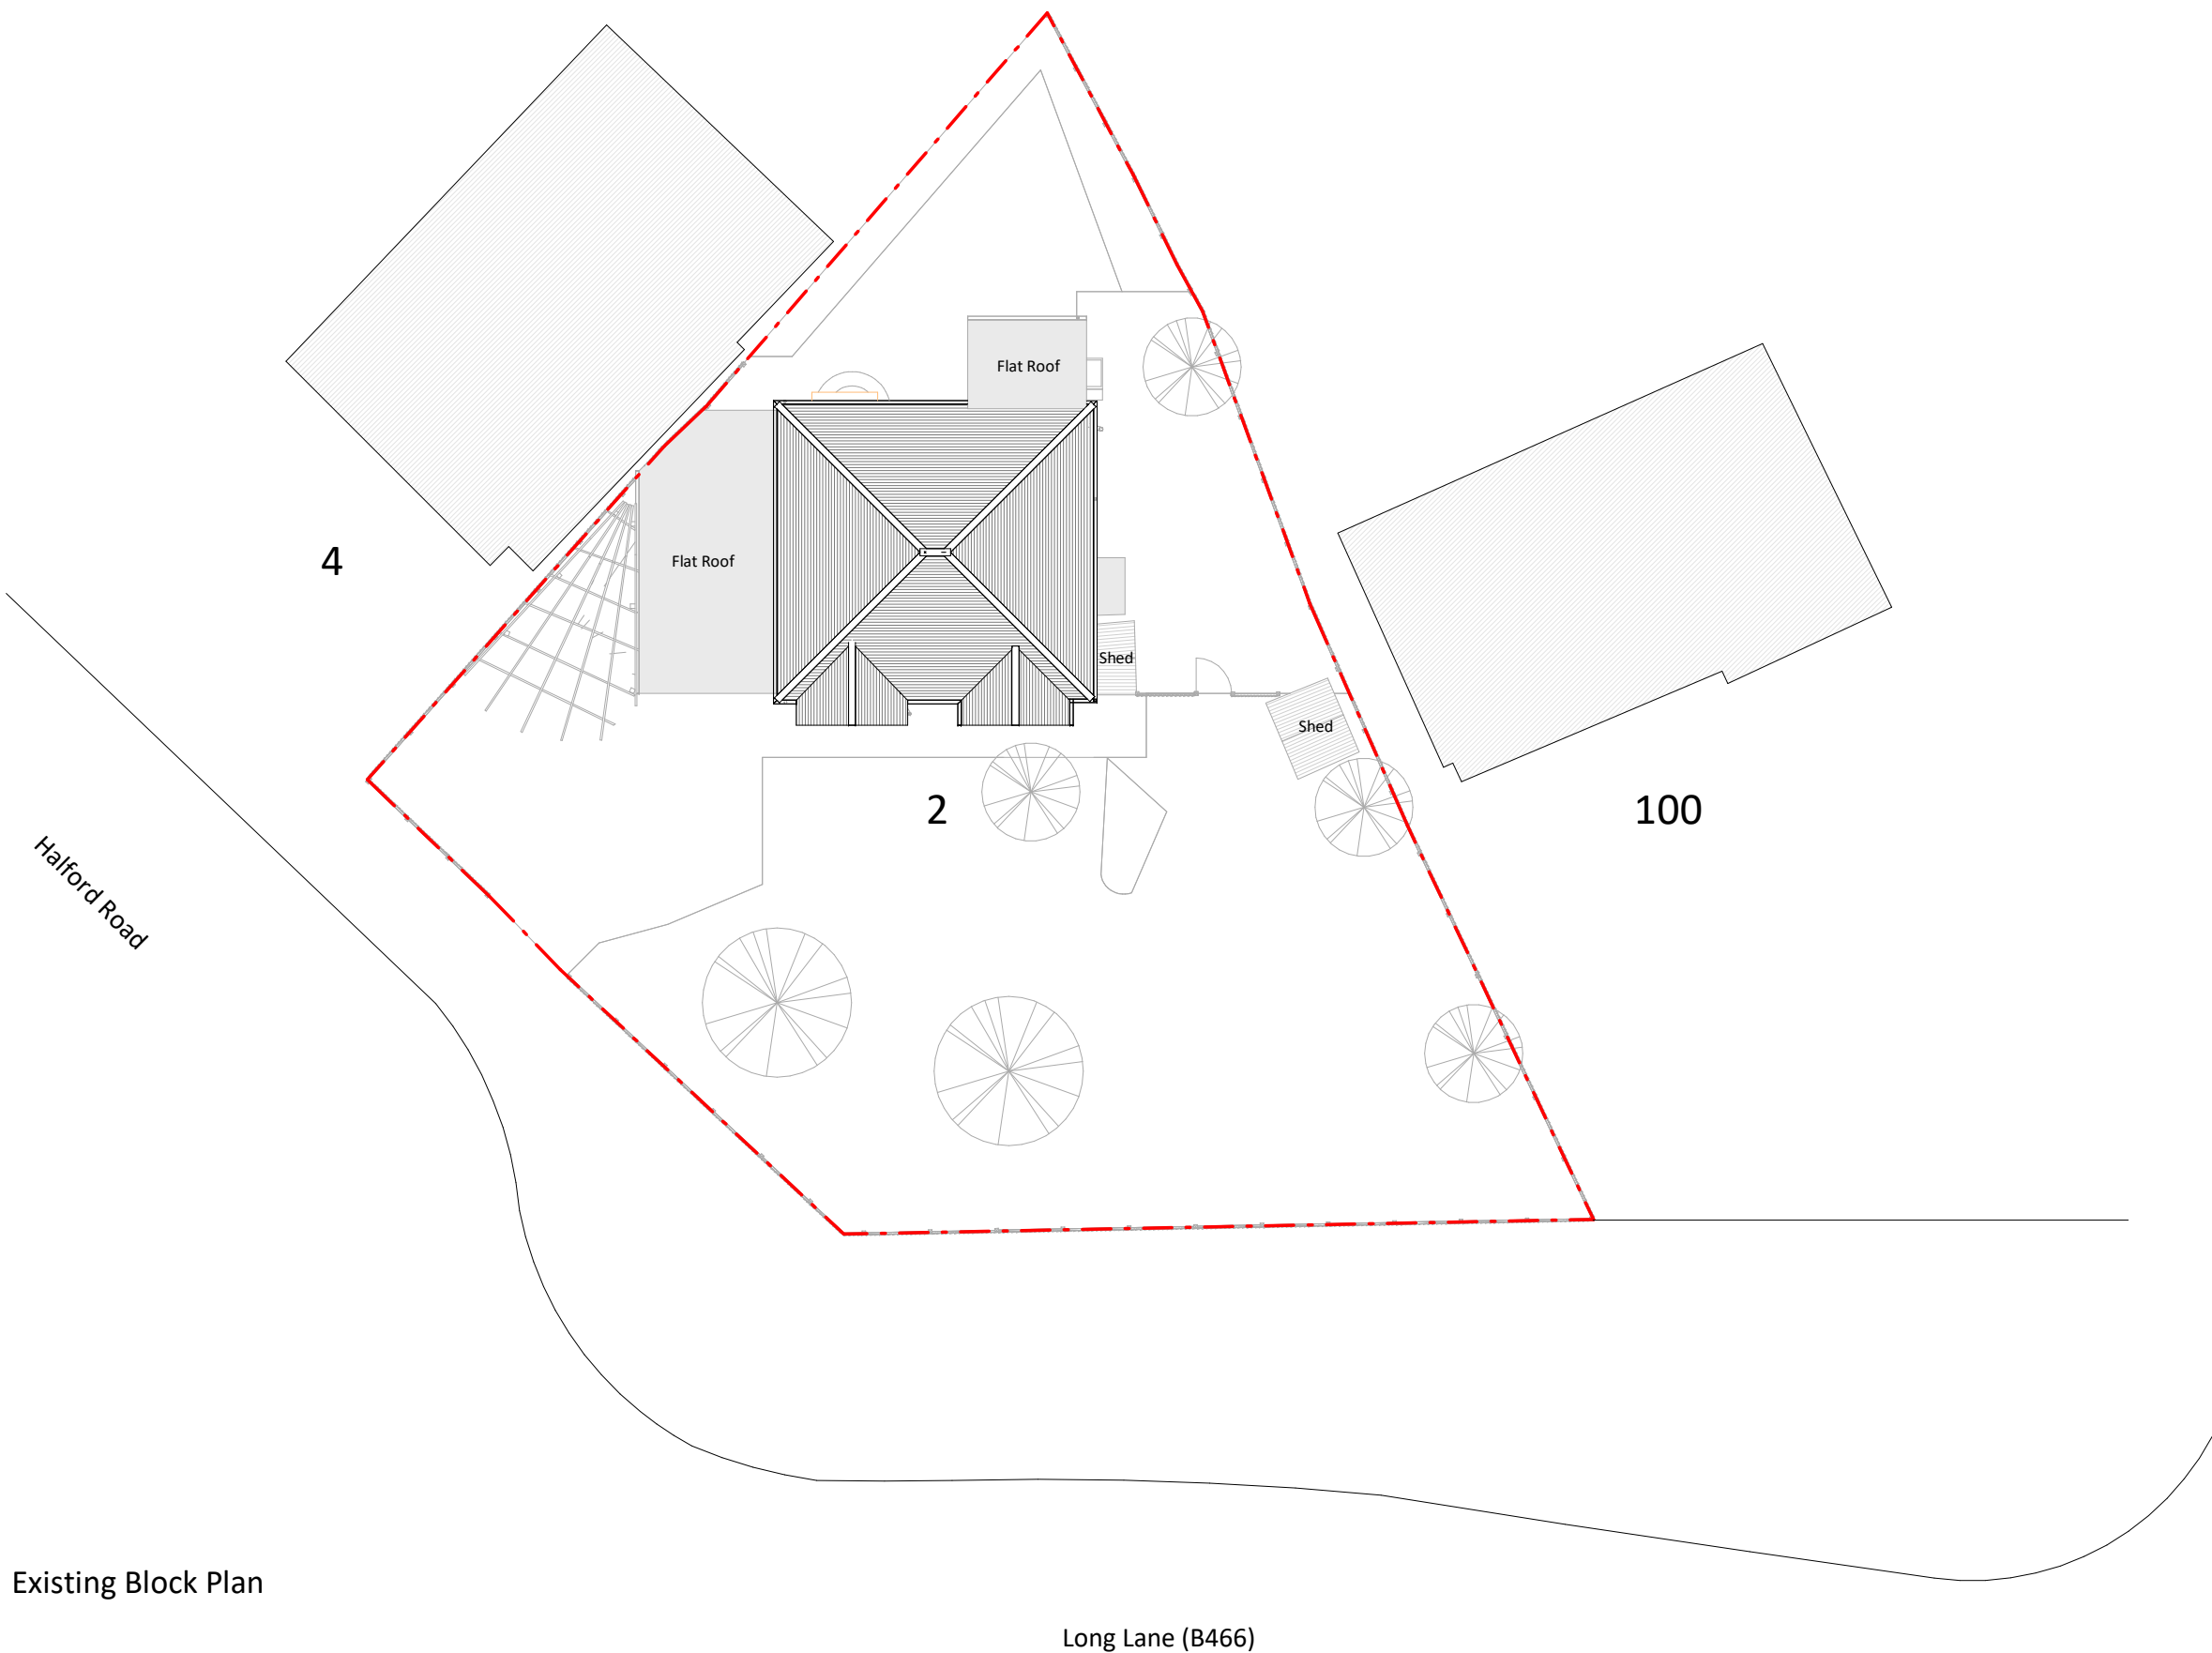 Flat Roof
4
Flat Roof
Shed
Shed
2
100
Halford Road
Existing Block Plan
Long Lane (B466)